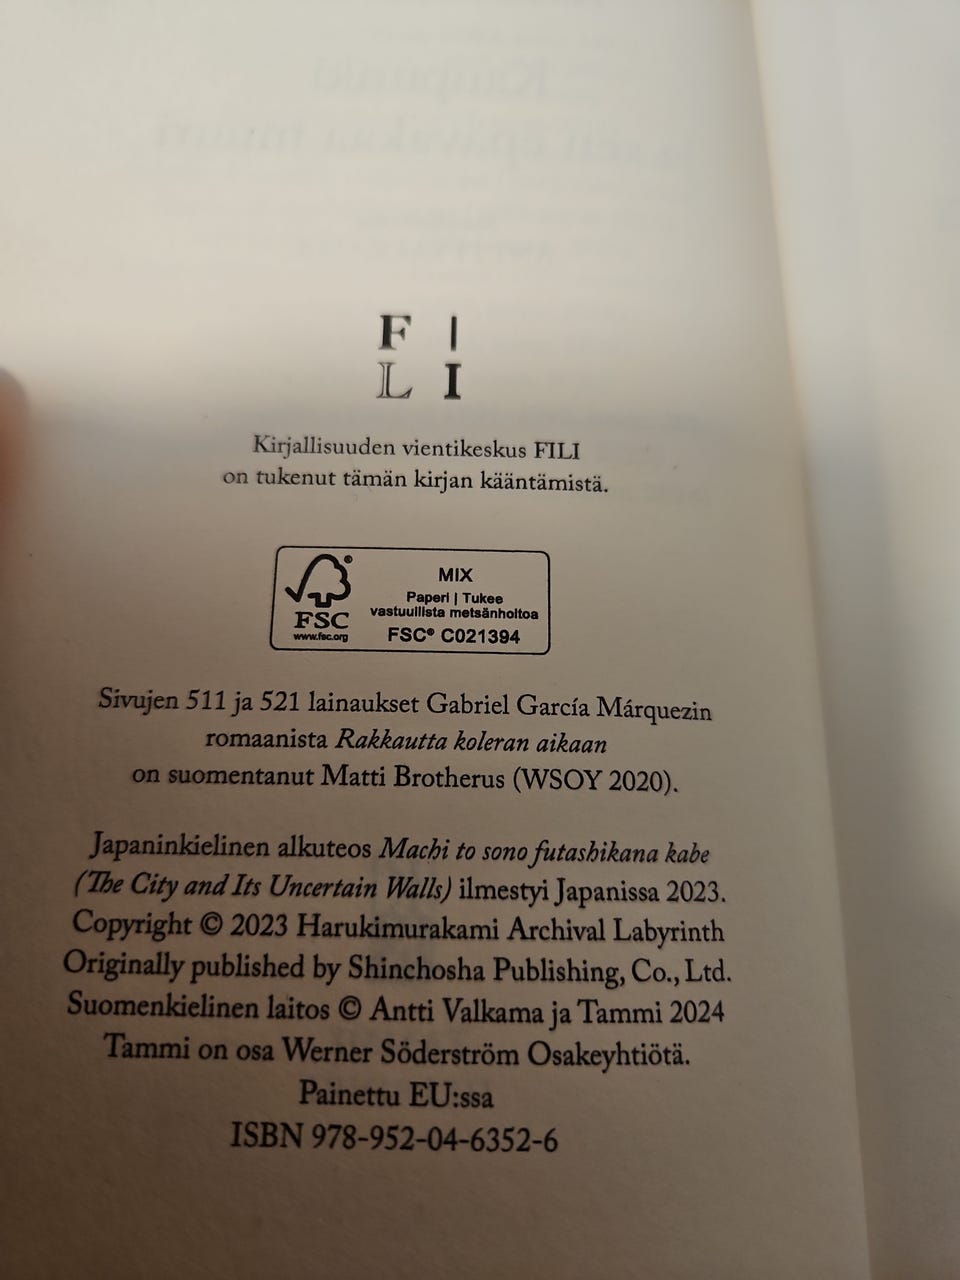 F I
L I
Kirjallisuuden vientikeskus FILI
on tukenut tämän kirjan kääntämistä.
FSC
www.fsc.org
MIX
Paperi | Tukee
vastuullista metsänhoitoa
FSC® C021394
Sivujen 511 ja 521 lainaukset Gabriel García Márquezin
romaanista Rakkautta koleran aikaan
on suomentanut Matti Brotherus (WSOY 2020).
Japaninkielinen alkuteos Machi to sono futashikana kabe
(The City and Its Uncertain Walls) ilmestyi Japanissa 2023.
Copyright © 2023 Harukimurakami Archival Labyrinth
Originally published by Shinchosha Publishing, Co., Ltd.
Suomenkielinen laitos © Antti Valkama ja Tammi 2024
Tammi on osa Werner Söderström Osakeyhtiötä.
Painettu EU:ssa
ISBN 978-952-04-6352-6